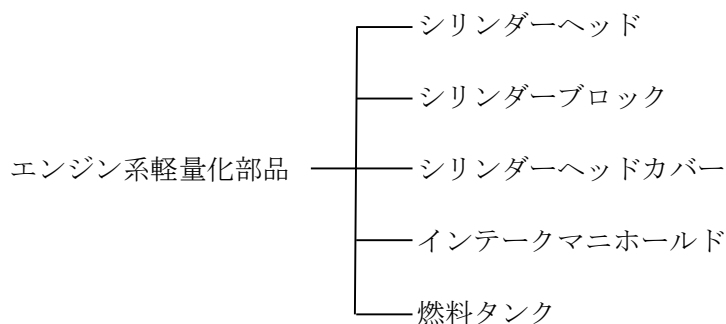 シリンダーヘッド
シリンダーブロック
エンジン系軽量化部品
シリンダーヘッドカバー
インテークマニホールド
燃料タンク